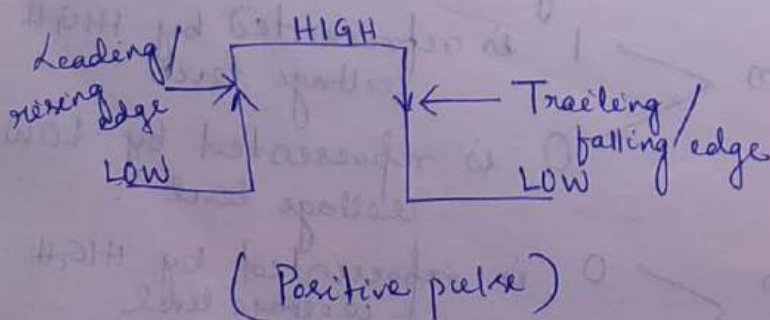 HIGH
Leading/
rising
edge
Trailing/
falling edge
LOW
LOW
(Positive pulse)